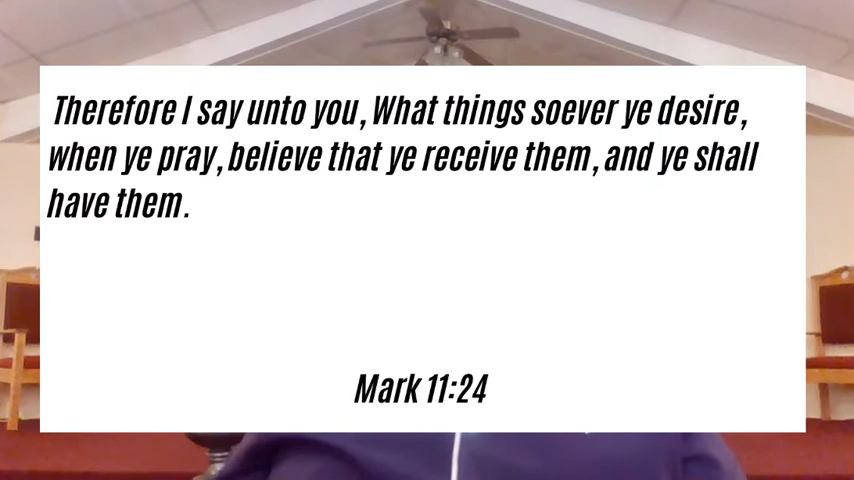 Therefore I say unto you, What things soever ye desire,
when ye pray, believe that ye receive them, and ye shall
have them.
Mark 11:24